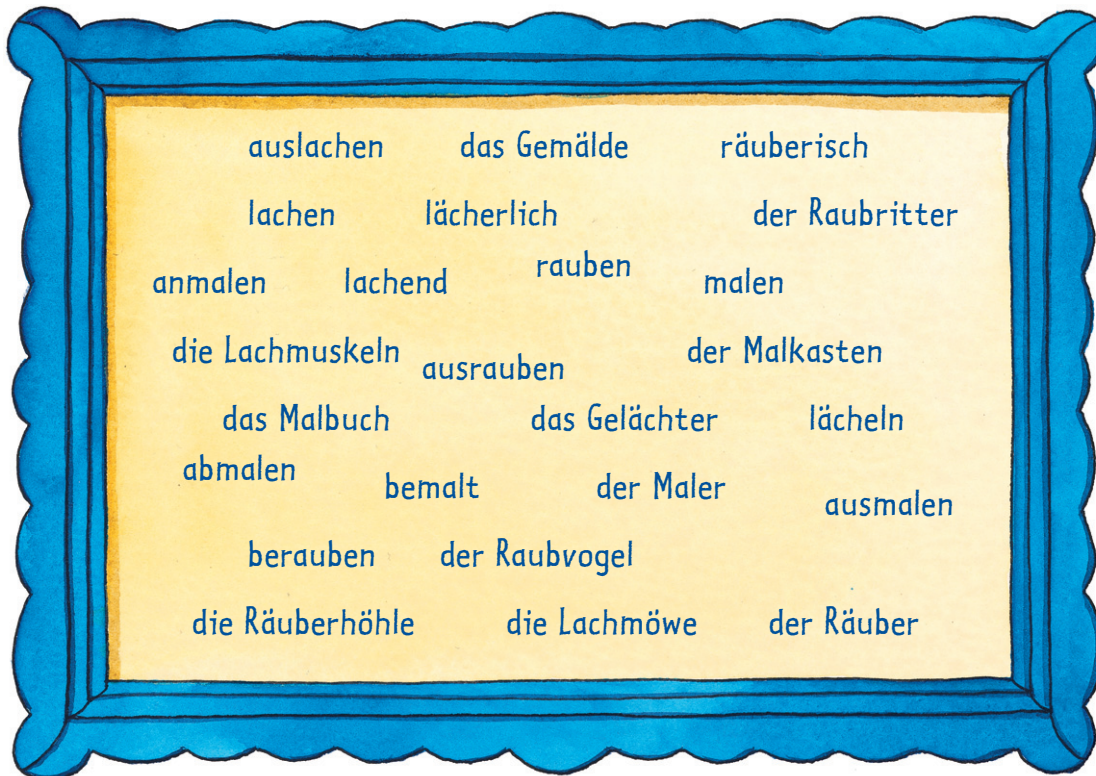 auslachen das Gemälde räuberisch
lachen lächerlich der Raubritter
anmalen lachend rauben malen
die Lachmuskeln ausrauben der Malkasten
das Malbuch das Gelächter lächeln
abmalen bemalt der Maler ausmalen
berauben der Raubvogel
die Räuberhöhle die Lachmöwe der Räuber